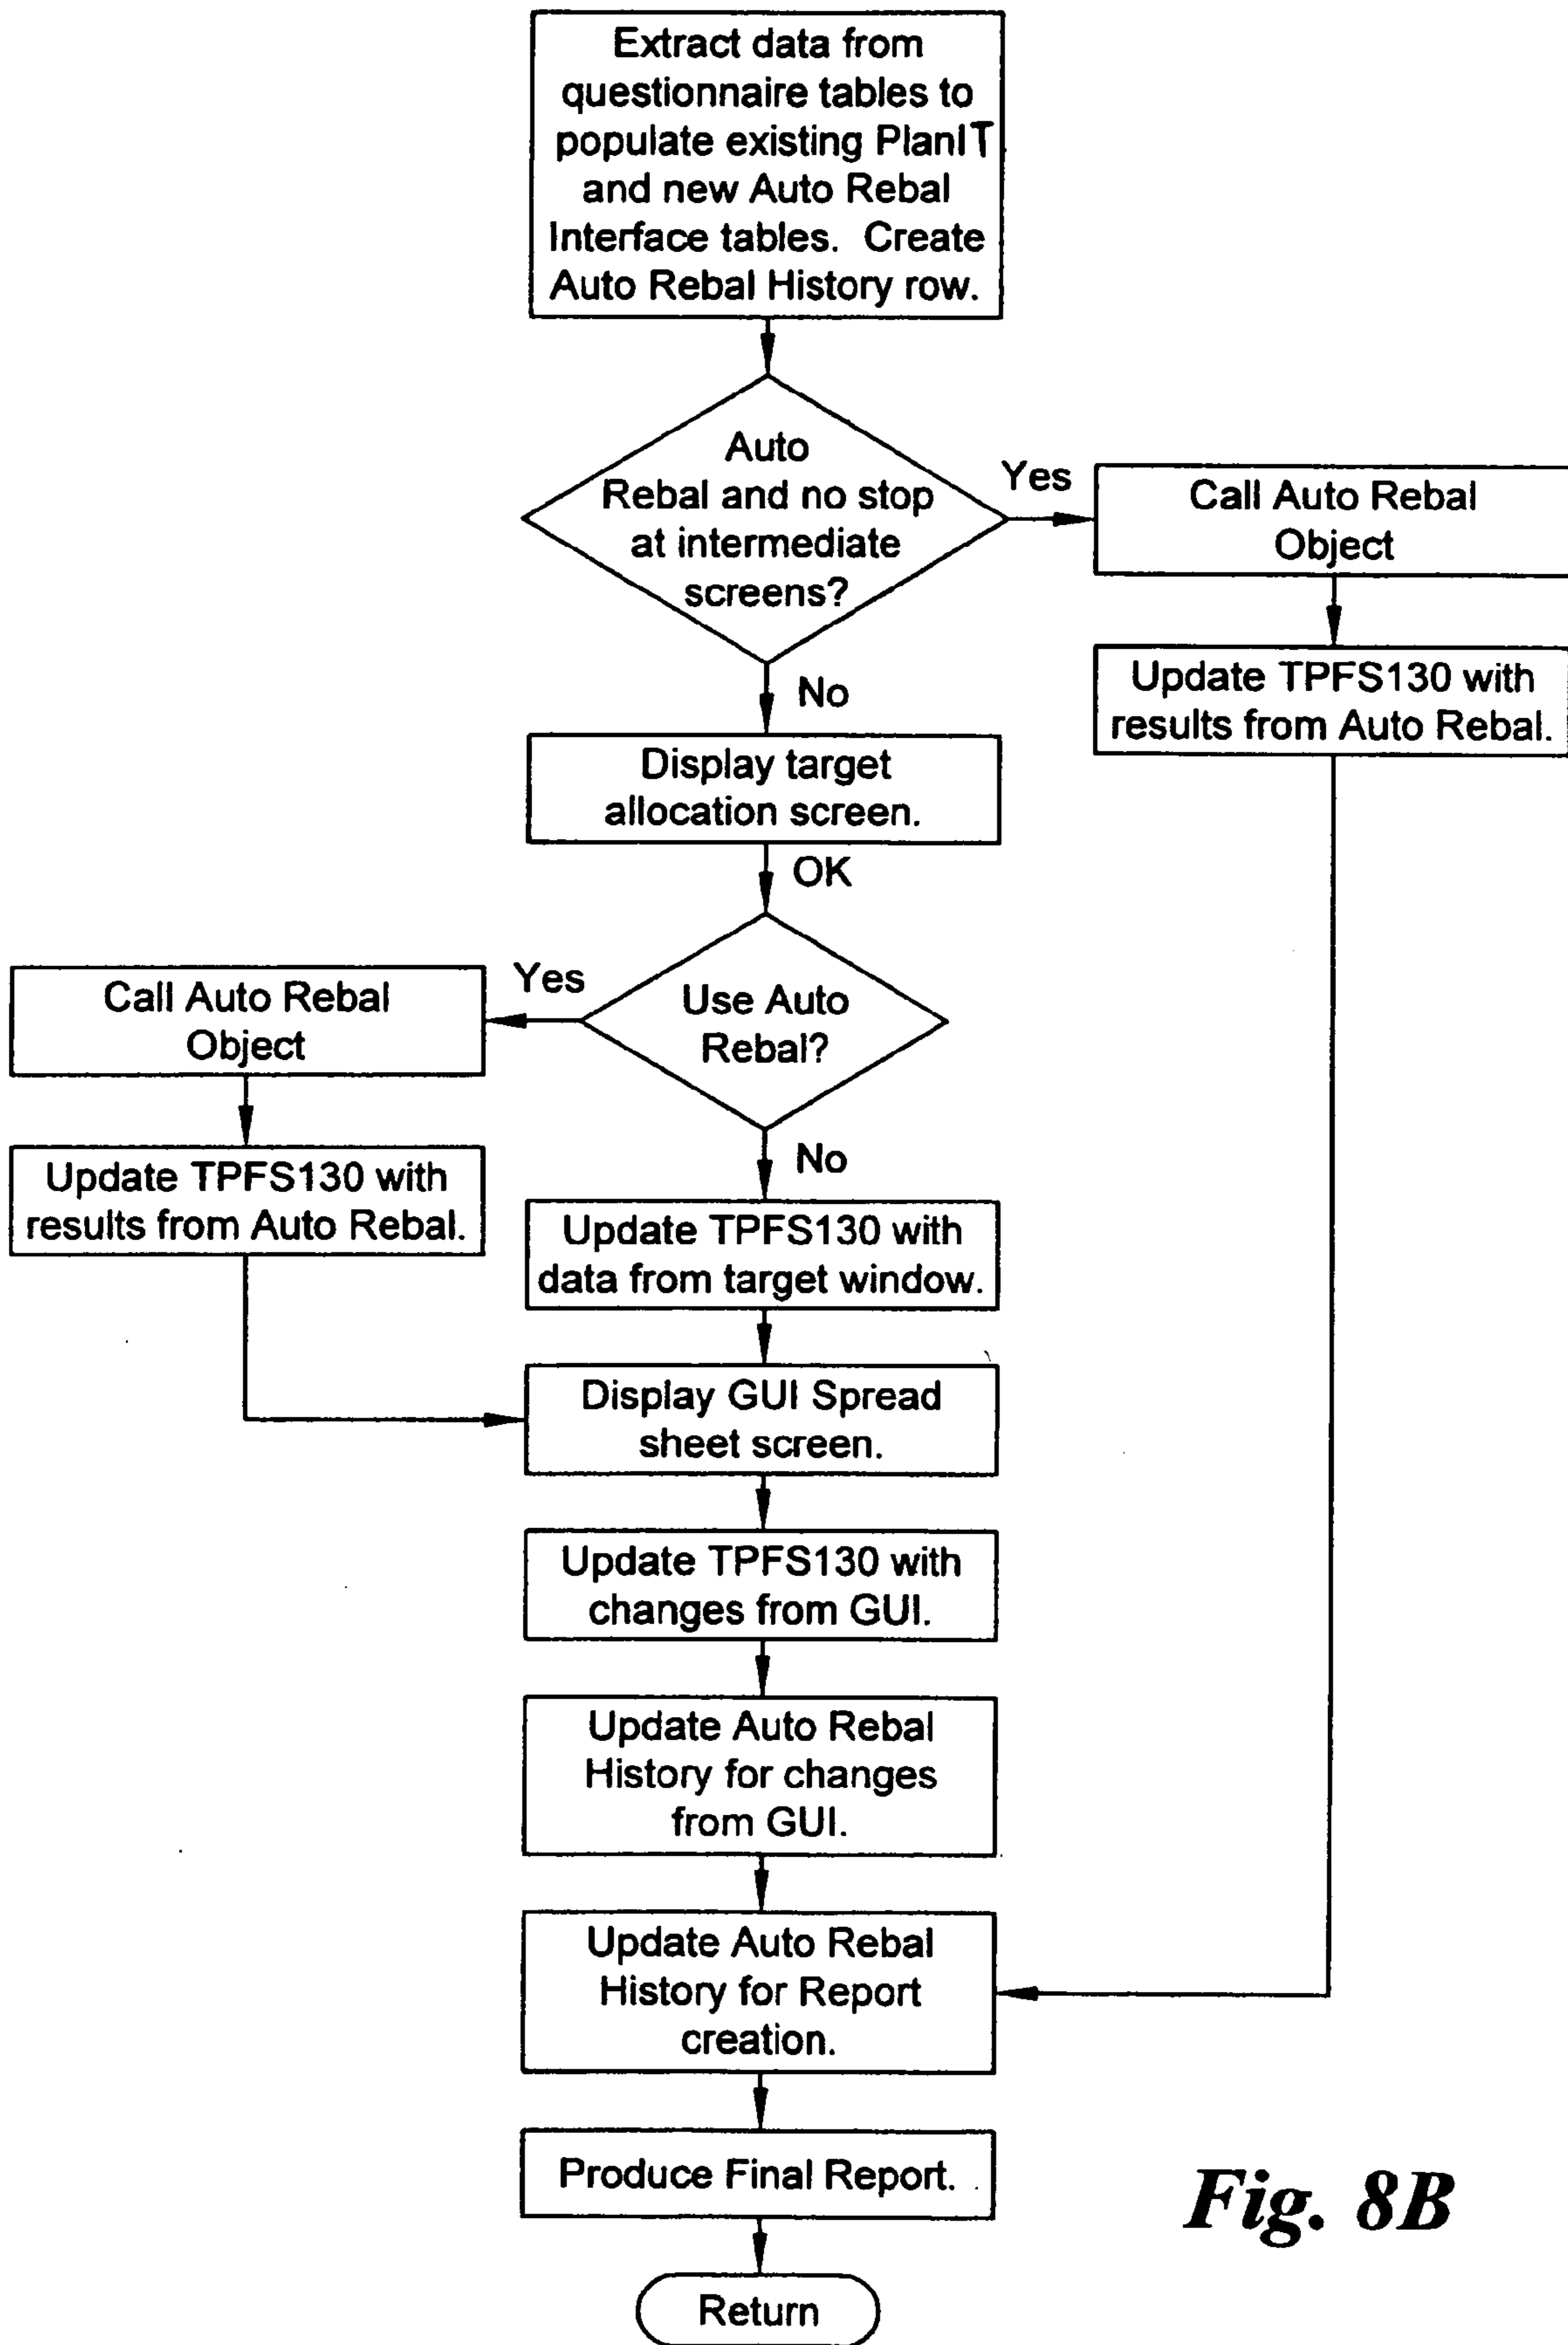 Extract data from
questionnaire tables to
populate existing PlanIT
and new Auto Rebal
Interface tables. Create
Auto Rebal History row.
Auto
Rebal and no stop
at intermediate
screens?
Yes
Call Auto Rebal
Object
Update TPFS130 with
results from Auto Rebal.
No
Display target
allocation screen.
OK
Use Auto
Rebal?
Yes
Call Auto Rebal
Object
Update TPFS130 with
results from Auto Rebal.
No
Update TPFS130 with
data from target window.
Display GUI Spread
sheet screen.
Update TPFS130 with
changes from GUI.
Update Auto Rebal
History for changes
from GUI.
Update Auto Rebal
History for Report
creation.
Produce Final Report.
Return
Fig. 8B